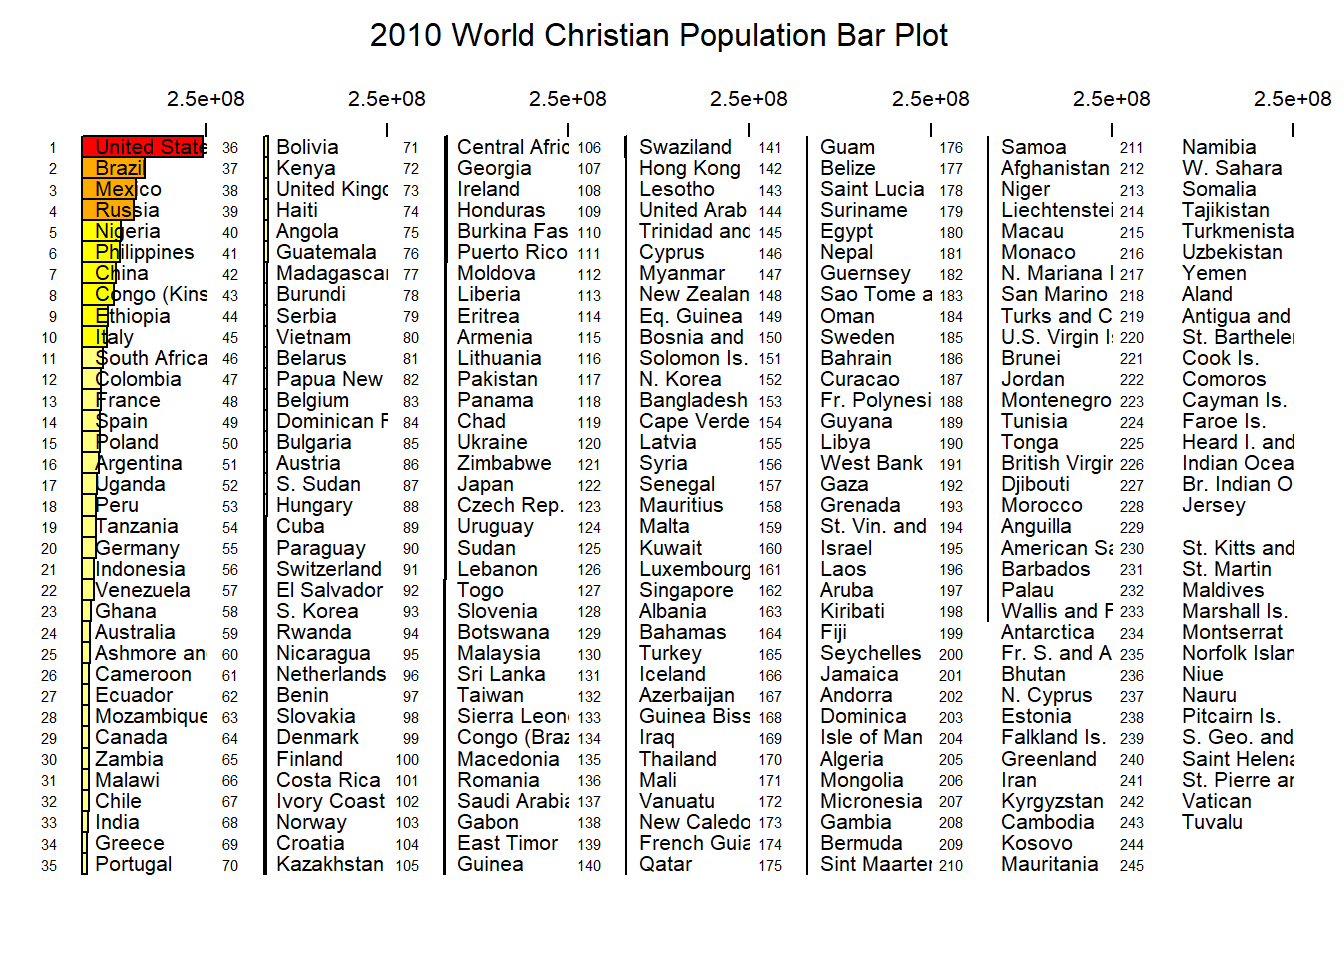 2010 World Christian Population Bar Plot
2.5e+08 2.5e+08 2.5e+08 2.5e+08 2.5e+08 2.5e+08 2.5e+08
1 United State 36 Bolivia 71 Central Afric 106 Swaziland 141 Guam 176 Samoa 211 Namibia
2 Brazil 37 Kenya 72 Georgia 107 Hong Kong 142 Belize 177 Afghanistan 212 W. Sahara
3 Mexico 38 United Kingd 73 Ireland 108 Lesotho 143 Saint Lucia 178 Niger 213 Somalia
4 Russia 39 Haiti 74 Honduras 109 United Arab 144 Suriname 179 Liechtenstei 214 Tajikistan
5 Nigeria 40 Angola 75 Burkina Fas 110 Trinidad and 145 Egypt 180 Macau 215 Turkmenista
6 Philippines 41 Guatemala 76 Puerto Rico 111 Cyprus 146 Nepal 181 Monaco 216 Uzbekistan
7 China 42 Madagascar 77 Moldova 112 Myanmar 147 Guernsey 182 N. Mariana I 217 Yemen
8 Congo (Kins 43 Burundi 78 Liberia 113 New Zealan 148 Sao Tome a 183 San Marino 218 Aland
9 Ethiopia 44 Serbia 79 Eritrea 114 Eq. Guinea 149 Oman 184 Turks and C 219 Antigua and
10 Italy 45 Vietnam 80 Armenia 115 Bosnia and 150 Sweden 185 U.S. Virgin Is 220 St. Barthele
11 South Africa 46 Belarus 81 Lithuania 116 Solomon Is. 151 Bahrain 186 Brunei 221 Cook Is.
12 Colombia 47 Papua New 82 Pakistan 117 N. Korea 152 Curacao 187 Jordan 222 Comoros
13 France 48 Belgium 83 Panama 118 Bangladesh 153 Fr. Polynesi 188 Montenegro 223 Cayman Is.
14 Spain 49 Dominican R 84 Chad 119 Cape Verde 154 Guyana 189 Tunisia 224 Faroe Is.
15 Poland 50 Bulgaria 85 Ukraine 120 Latvia 155 Libya 190 Tonga 225 Heard I. and
16 Argentina 51 Austria 86 Zimbabwe 121 Syria 156 West Bank 191 British Virgin 226 Indian Ocea
17 Uganda 52 S. Sudan 87 Japan 122 Senegal 157 Gaza 192 Djibouti 227 Br. Indian O
18 Peru 53 Hungary 88 Czech Rep. 123 Mauritius 158 Grenada 193 Morocco 228 Jersey
19 Tanzania 54 Cuba 89 Uruguay 124 Malta 159 St. Vin. and 194 Anguilla 229
20 Germany 55 Paraguay 90 Sudan 125 Kuwait 160 Israel 195 American Sa 230 St. Kitts and
21 Indonesia 56 Switzerland 91 Lebanon 126 Luxembourg 161 Laos 196 Barbados 231 St. Martin
22 Venezuela 57 El Salvador 92 Togo 127 Singapore 162 Aruba 197 Palau 232 Maldives
23 Ghana 58 S. Korea 93 Slovenia 128 Albania 163 Kiribati 198 Wallis and F 233 Marshall Is.
24 Australia 59 Rwanda 94 Botswana 129 Bahamas 164 Fiji 199 Antarctica 234 Montserrat
25 Ashmore and 60 Nicaragua 95 Malaysia 130 Turkey 165 Seychelles 200 Fr. S. and A 235 Norfolk Islan
26 Cameroon 61 Netherlands 96 Sri Lanka 131 Iceland 166 Jamaica 201 Bhutan 236 Niue
27 Ecuador 62 Benin 97 Taiwan 132 Azerbaijan 167 Andorra 202 N. Cyprus 237 Nauru
28 Mozambique 63 Slovakia 98 Sierra Leon 133 Guinea Biss 168 Dominica 203 Estonia 238 Pitcairn Is.
29 Canada 64 Denmark 99 Congo (Braz 134 Iraq 169 Isle of Man 204 Falkland Is. 239 S. Geo. and
30 Zambia 65 Finland 100 Macedonia 135 Thailand 170 Algeria 205 Greenland 240 Saint Helena
31 Malawi 66 Costa Rica 101 Romania 136 Mali 171 Mongolia 206 Iran 241 St. Pierre an
32 Chile 67 Ivory Coast 102 Saudi Arabia 137 Vanuatu 172 Micronesia 207 Kyrgyzstan 242 Vatican
33 India 68 Norway 103 Gabon 138 New Caledo 173 Gambia 208 Cambodia 243 Tuvalu
34 Greece 69 Croatia 104 East Timor 139 French Guia 174 Bermuda 209 Kosovo 244
35 Portugal 70 Kazakhstan 105 Guinea 140 Qatar 175 Sint Maarten 210 Mauritania 245